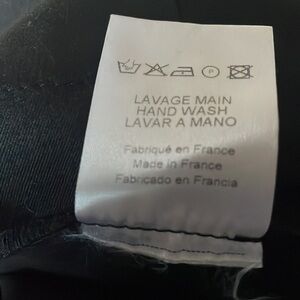 P
LAVAGE MAIN
HAND WASH
LAVAR A MANO
Fabriqué en France
Made in France
Fabricado en Francia